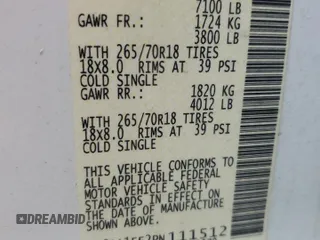 7100 LB
GAWR FR.: 1724 KG
3800 LB
WITH 265/70R18 TIRES
18X8.0 RIMS AT 39 PSI
COLD SINGLE
GAWR RR.: 1820 KG
4012 LB
WITH 265/70R18 TIRES
18X8.0 RIMS AT 39 PSI
COLD SINGLE
THIS VEHICLE CONFORMS TO
ALL APPLICABLE FEDERAL
MOTOR VEHICLE SAFETY
STANDARDS IN EFFECT ON
THE DATE OF MANUFACTURE
111512
DREAMBID